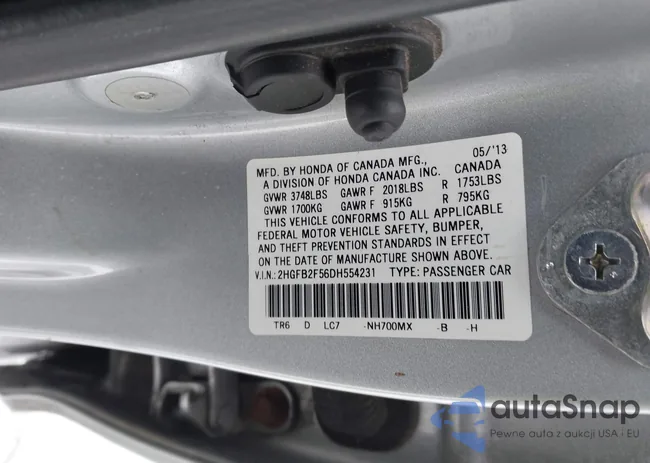 05/'13
MFD. BY HONDA OF CANADA MFG.,
A DIVISION OF HONDA CANADA INC. CANADA
GVWR 3748LBS GAWR F 2018LBS R 1753LBS
GVWR 1700KG GAWR F 915KG R 795KG
THIS VEHICLE CONFORMS TO ALL APPLICABLE
FEDERAL MOTOR VEHICLE SAFETY, BUMPER,
AND THEFT PREVENTION STANDARDS IN EFFECT
ON THE DATE OF MANUFACTURE SHOWN ABOVE.
V.I.N.: 2HGFB2F56DH554231 TYPE: PASSENGER CAR
TR6 D LC7 -NH700MX -B -H
autaSnap
Pewne auta z aukcji USA i EU